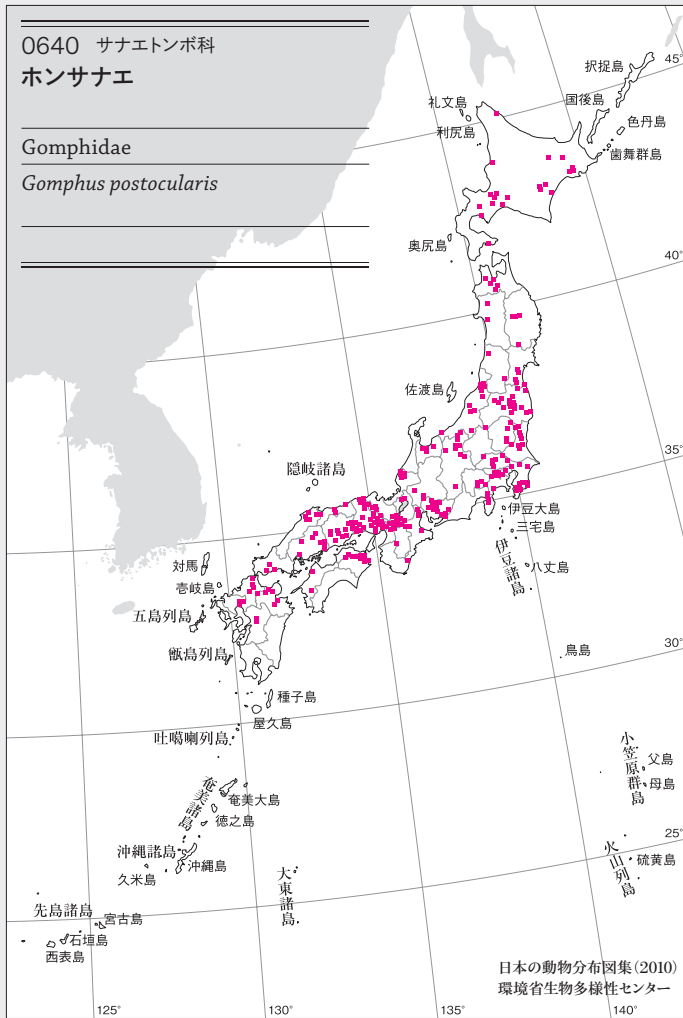 0640 サナエトンボ科
ホンサナエ
Gomphidae
Gomphus postocularis
45°
択捉島
国後島
礼文島
色丹島
利尻島
歯舞群島
奥尻島
40°
佐渡島
35°
隠岐諸島
伊豆大島
三宅島
伊豆諸島
八丈島
対馬
壱岐島
五島列島
甑島列島
鳥島
30°
種子島
屋久島
吐噶喇列島
小笠原群島
父島
母島
奄美諸島
奄美大島
徳之島
沖縄諸島
沖縄島
久米島
25°
火山列島
硫黄島
大東諸島
先島諸島
宮古島
石垣島
西表島
日本の動物分布図集(2010)
環境省生物多様性センター
125°
130°
135°
140°